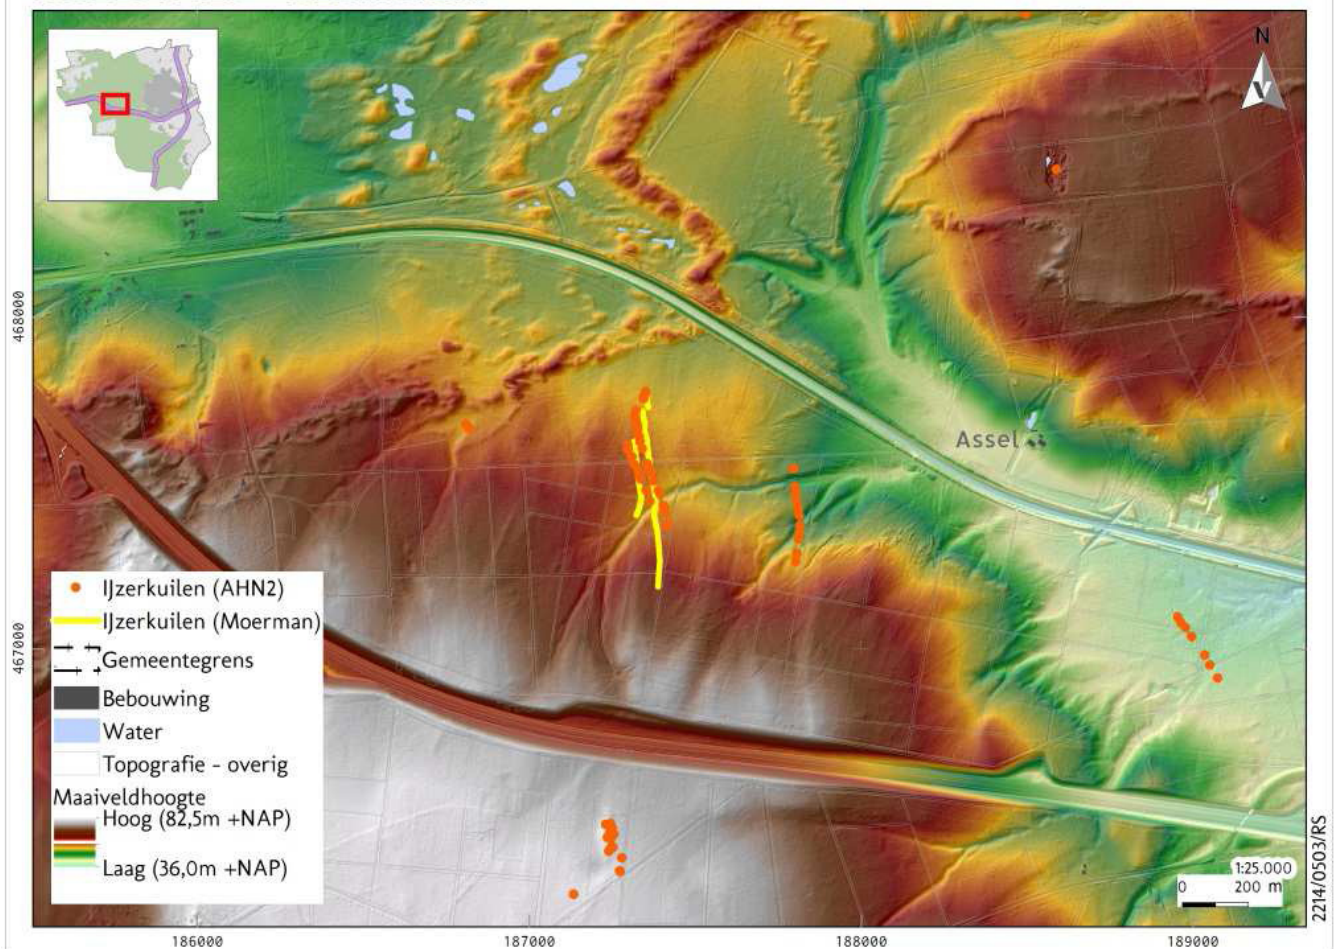 N
468000
Assel
IJzerkuilen (AHN2)
IJzerkuilen (Moerman)
Gemeentegrens
Bebouwing
Water
Topografie - overig
Maaiveldhoogte
Hoog (82,5m +NAP)
Laag (36,0m +NAP)
467000
1:25.000
0 200 m
2214/0503/RS
186000 187000 188000 189000